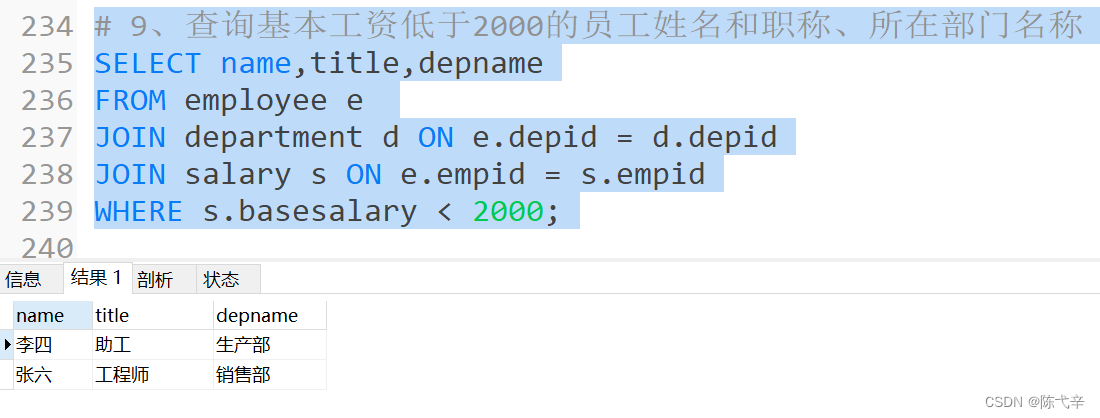 234 # 9、查询基本工资低于2000的员工姓名和职称、所在部门名称
235 SELECT name,title,depname
236 FROM employee e
237 JOIN department d ON e.depid = d.depid
238 JOIN salary s ON e.empid = s.empid
239 WHERE s.basesalary < 2000;
240
信息 结果 1 剖析 状态
name title depname
李四 助工 生产部
张六 工程师 销售部
CSDN @陈弋辛